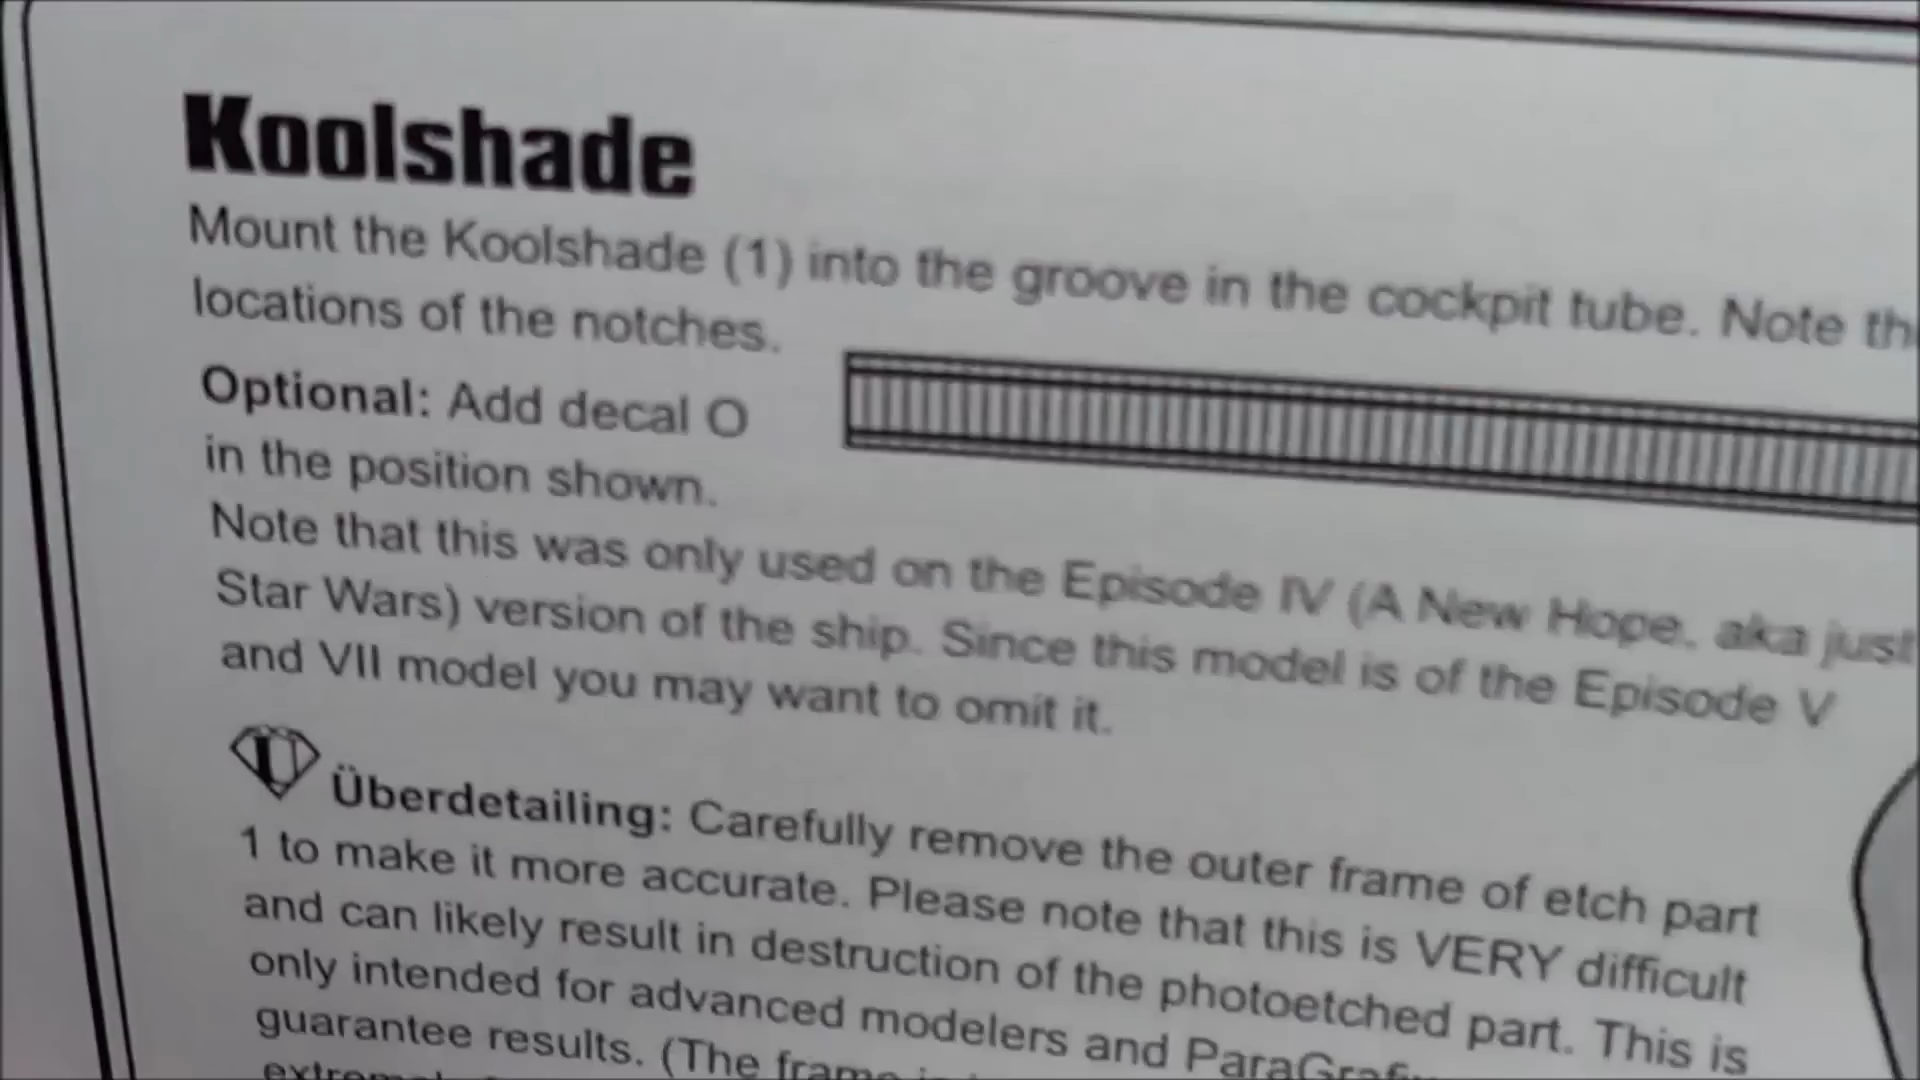 Koolshade
Mount the Koolshade (1) into the groove in the cockpit tube. Note
locations of the notches.
Optional: Add decal O
in the position shown.
Note that this was only used on the Episode IV (A New Hope, aka just
Star Wars) version of the ship. Since this model is of the Episode V
and VII model you may want to omit it.
U Überdetailing: Carefully remove the outer frame of etch part
1 to make it more accurate. Please note that this is VERY difficult
and can likely result in destruction of the photoetched part. This is
only intended for advanced modelers and
guarantee results. (The frame